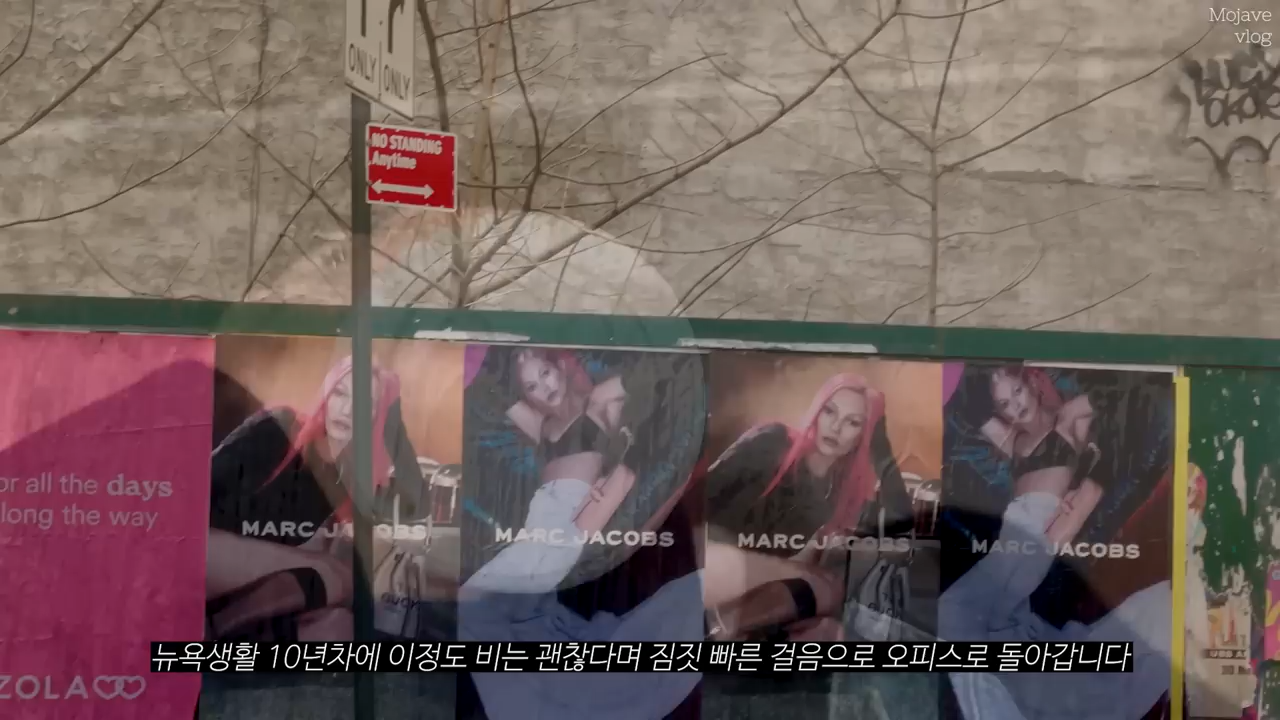 Mojave
vlog
ONLY ONLY
NO STANDING
Anytime
or all the days
long the way
MARC JACOBS
MARC JACOBS
MARC JACOBS
MARC JACOBS
뉴욕생활 10년차에 이정도 비는 괜찮다며 짐짓 빠른 걸음으로 오피스로 돌아갑니다
ZOLA